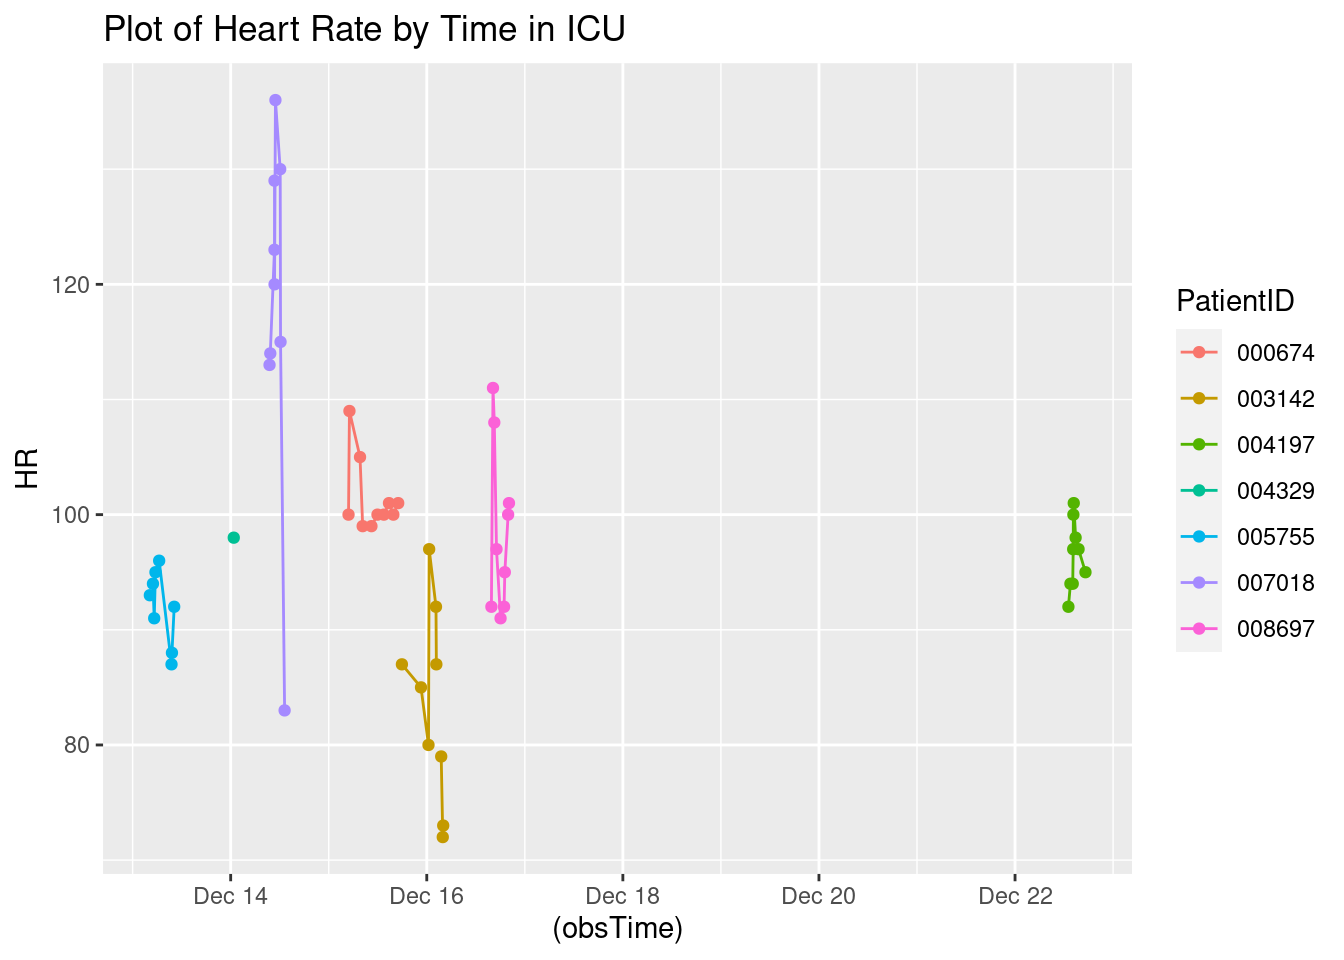 Plot of Heart Rate by Time in ICU
HR
120
100
80
Dec 14
Dec 16
Dec 18
Dec 20
Dec 22
(obsTime)
PatientID
000674
003142
004197
004329
005755
007018
008697